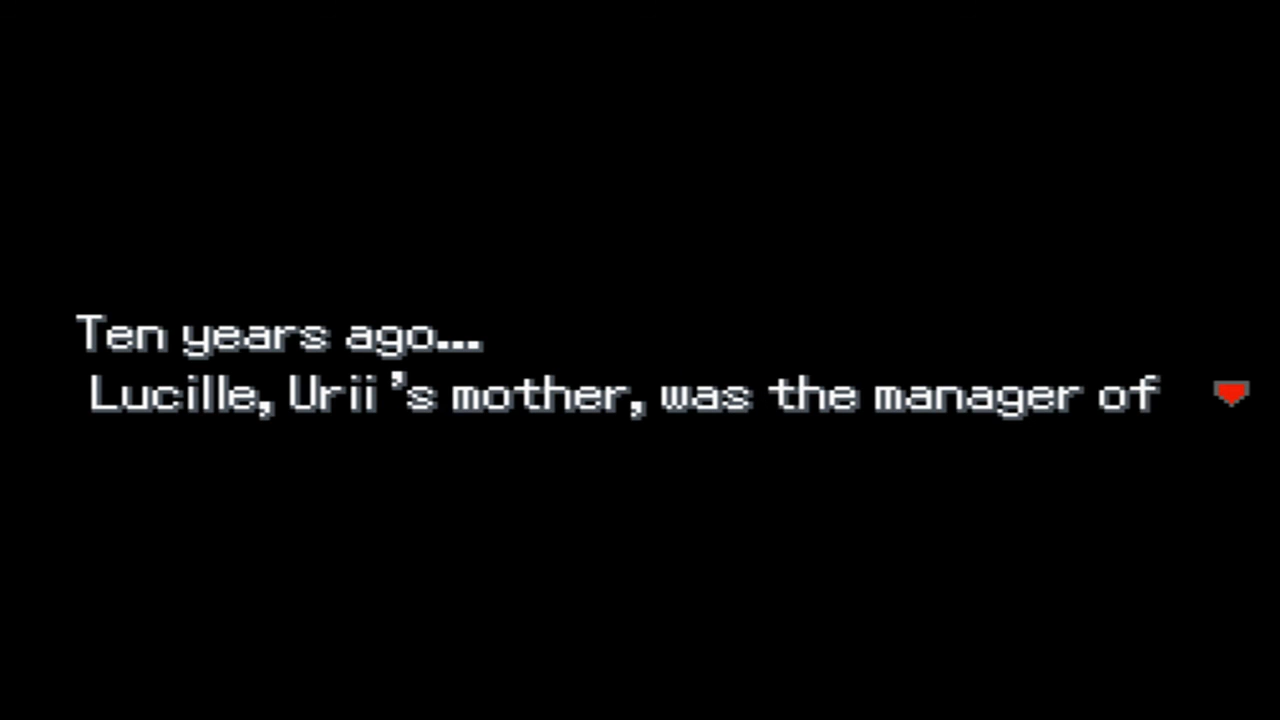 Ten years ago...
Lucille, Urii 's mother, was the manager of